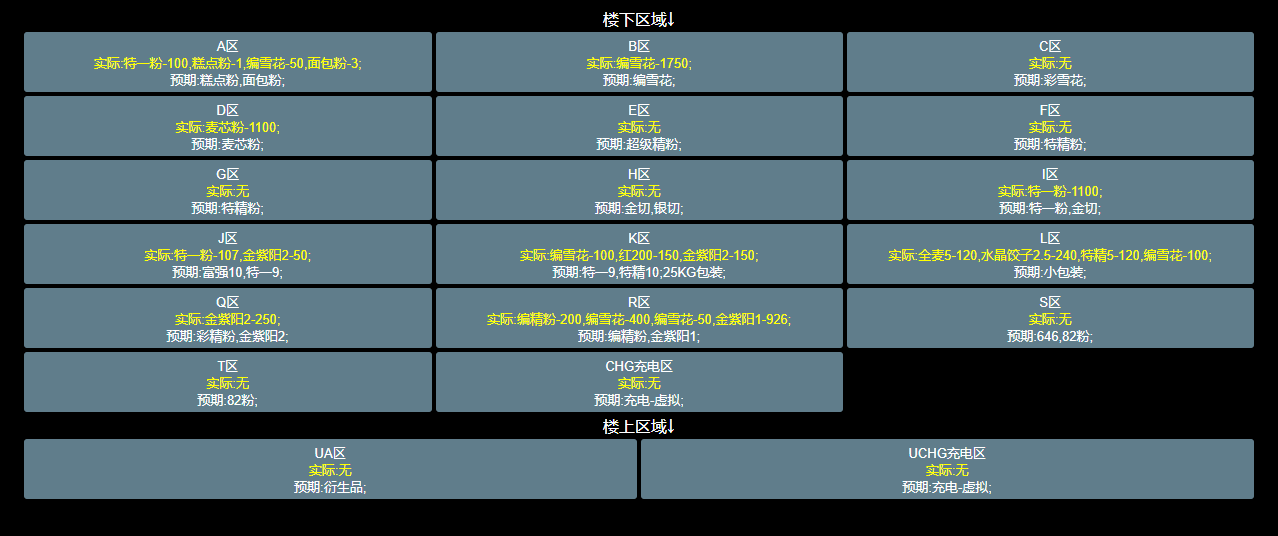 楼下区域↓
A区
实际:特一粉-100,糕点粉-1,编雪花-50,面包粉-3;
预期:糕点粉,面包粉;
B区
实际:编雪花-1750;
预期:编雪花;
C区
实际:无
预期:彩雪花;
D区
实际:麦芯粉-1100;
预期:麦芯粉;
E区
实际:无
预期:超级精粉;
F区
实际:无
预期:特精粉;
G区
实际:无
预期:特精粉;
H区
实际:无
预期:金切,银切;
I区
实际:特一粉-1100;
预期:特一粉,金切;
J区
实际:特一粉-107,金紫阳2-50;
预期:富强10,特一9;
K区
实际:编雪花-100,红200-150,金紫阳2-150;
预期:特一9,特精10;25KG包装;
L区
实际:全麦5-120,水晶饺子2.5-240,特精5-120,编雪花-100;
预期:小包装;
Q区
实际:金紫阳2-250;
预期:彩精粉,金紫阳2;
R区
实际:编精粉-200,编雪花-400,编雪花-50,金紫阳1-926;
预期:编精粉,金紫阳1;
S区
实际:无
预期:646,82粉;
T区
实际:无
预期:82粉;
CHG充电区
实际:无
预期:充电-虚拟;
楼上区域↓
UA区
实际:无
预期:衍生品;
UCHG充电区
实际:无
预期:充电-虚拟;